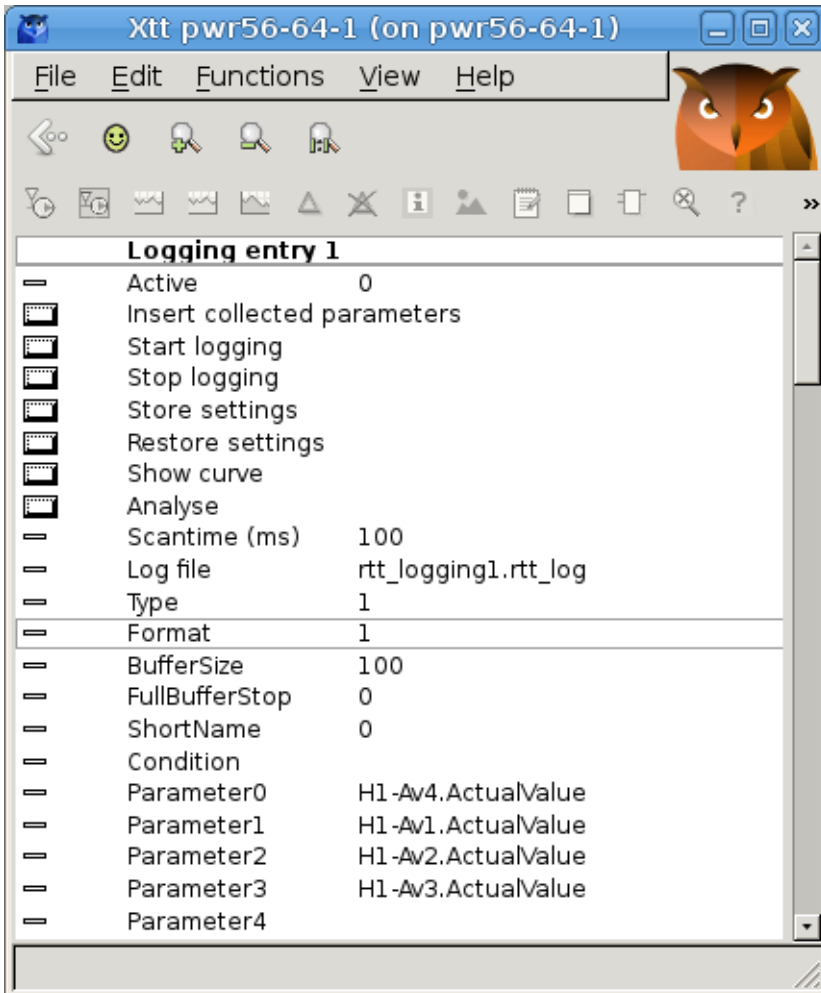 Xtt pwr56-64-1 (on pwr56-64-1)
File Edit Functions View Help
Logging entry 1
Active 0
Insert collected parameters
Start logging
Stop logging
Store settings
Restore settings
Show curve
Analyse
Scantime (ms) 100
Log file rtt_logging1.rtt_log
Type 1
Format 1
BufferSize 100
FullBufferStop 0
ShortName 0
Condition
Parameter0 H1-Av4.ActualValue
Parameter1 H1-Av1.ActualValue
Parameter2 H1-Av2.ActualValue
Parameter3 H1-Av3.ActualValue
Parameter4